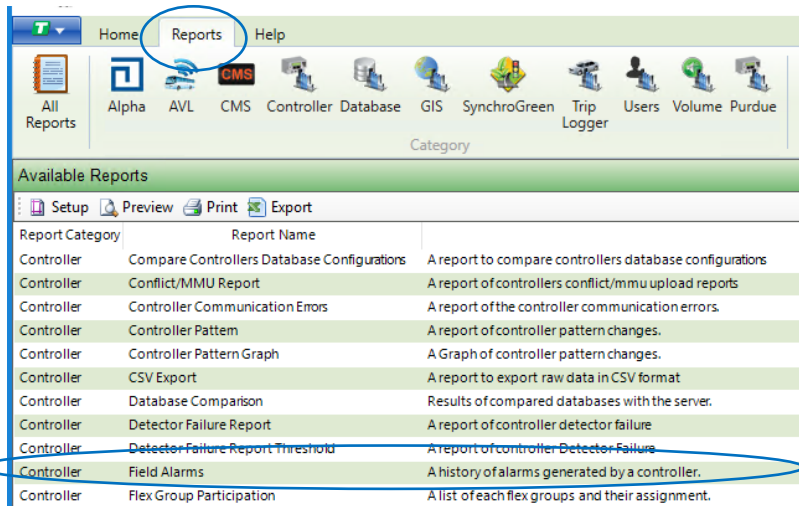 T
Home Reports Help
CMS
All Reports Alpha AVL CMS Controller Database GIS SynchroGreen Trip Logger Users Volume Purdue
Category
Available Reports
Setup Preview Print Export
Report Category Report Name
Controller Compare Controllers Database Configurations A report to compare controllers database configurations
Controller Conflict/MMU Report A report of controllers conflict/mmu upload reports
Controller Controller Communication Errors A report of the controller communication errors.
Controller Controller Pattern A report of controller pattern changes.
Controller Controller Pattern Graph A Graph of controller pattern changes.
Controller CSV Export A report to export raw data in CSV format
Controller Database Comparison Results of compared databases with the server.
Controller Detector Failure Report A report of controller detector failure
Controller Detector Failure Report Threshold A report of controller Detector Failure
Controller Field Alarms A history of alarms generated by a controller.
Controller Flex Group Participation A list of each flex groups and their assignment.